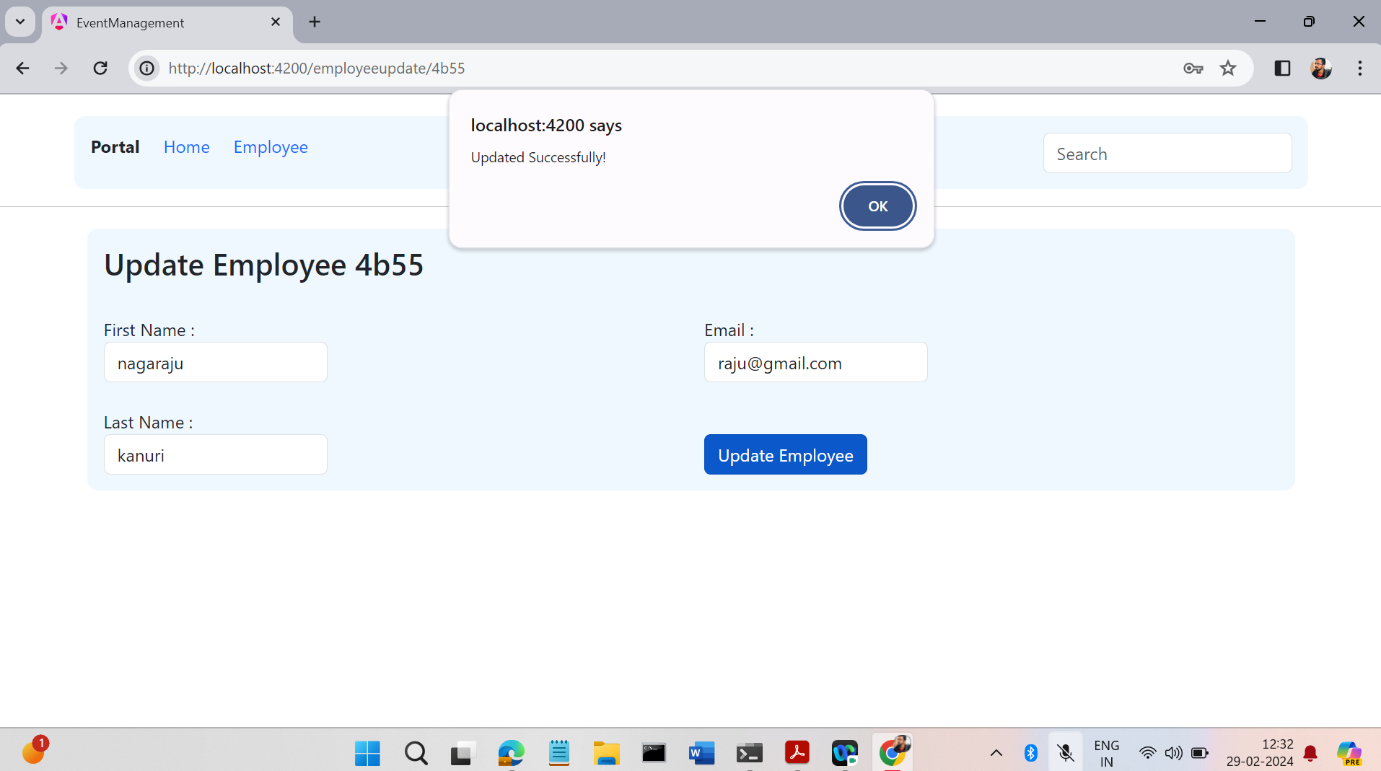 EventManagement
http://localhost:4200/employeeupdate/4b55
localhost:4200 says
Updated Successfully!
OK
Portal Home Employee
Search
Update Employee 4b55
First Name :
nagaraju
Email :
raju@gmail.com
Last Name :
kanuri
Update Employee
1
W
PRE
ENG
IN
12:32
29-02-2024